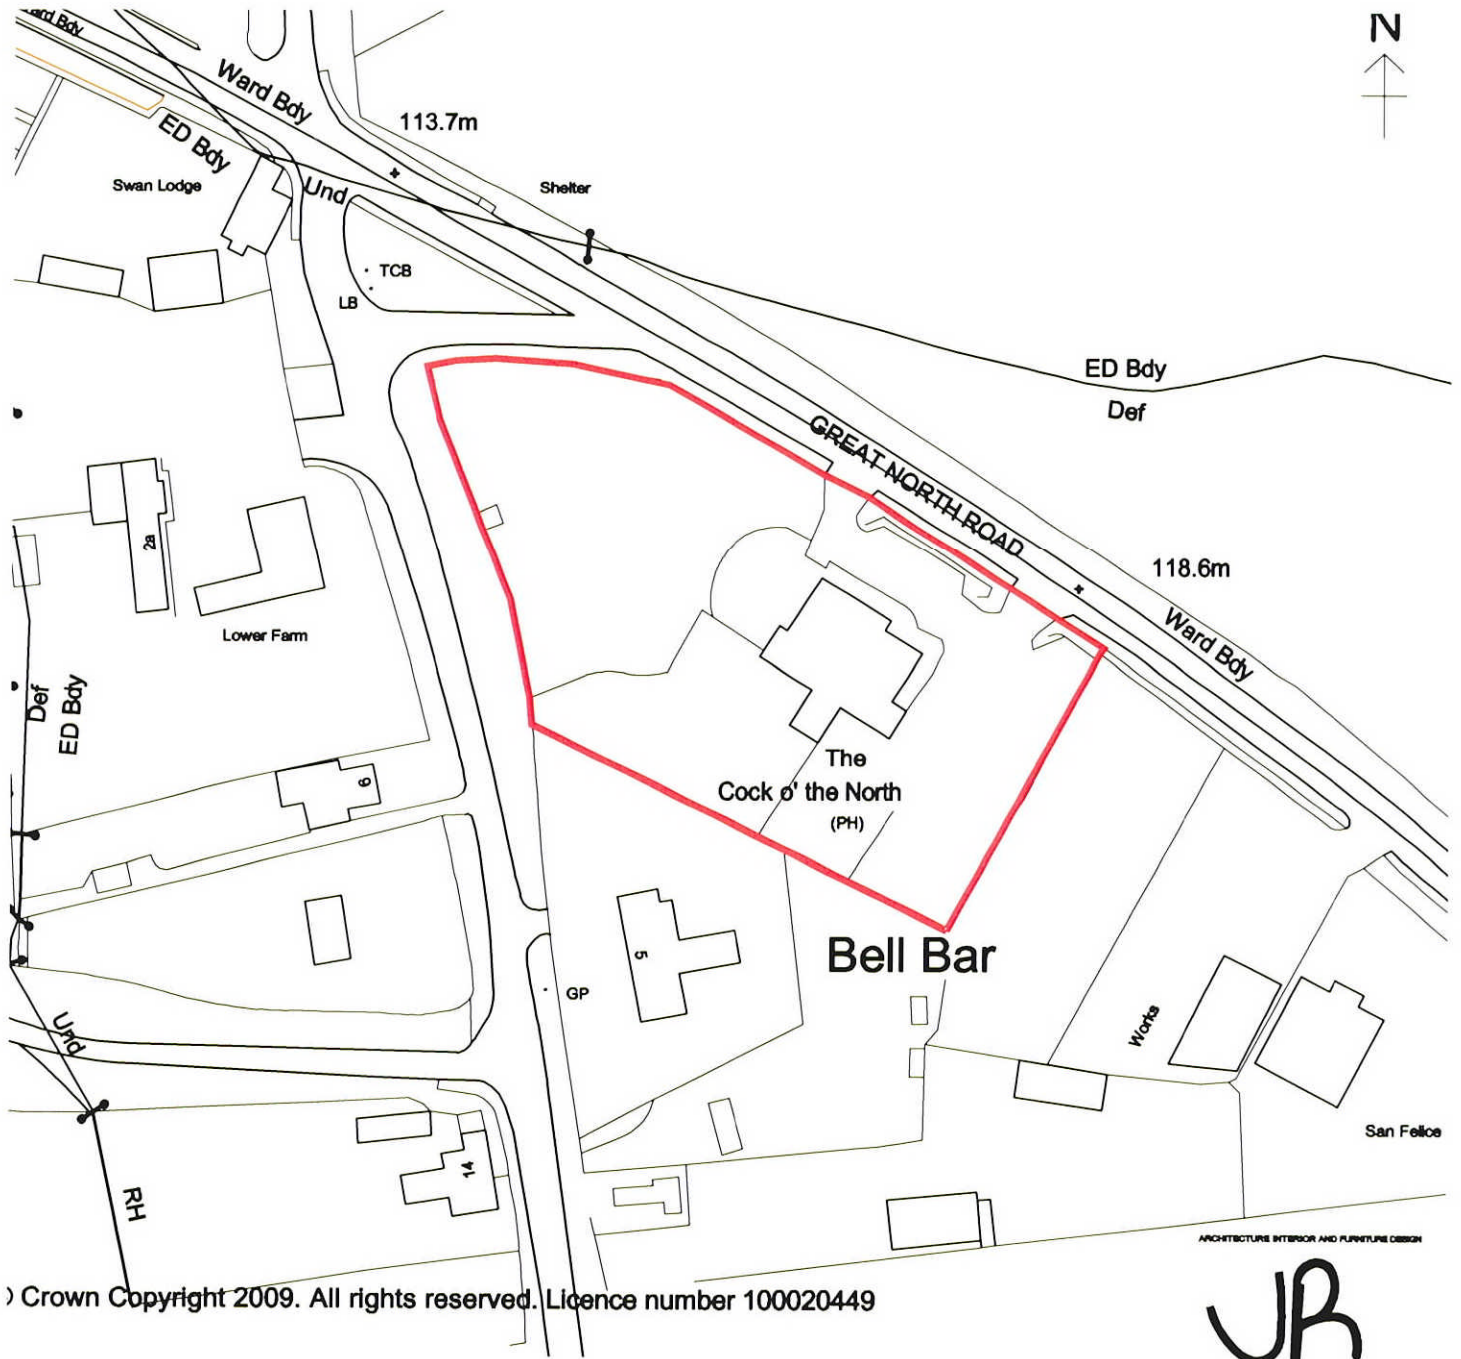 N
ard Bdy
Ward Bdy
113.7m
ED Bdy
Swan Lodge
Und
Shelter
TCB
LB
ED Bdy
Def
GREAT NORTH ROAD
118.6m
2a
Lower Farm
Ward Bdy
Def
ED Bdy
The
Cock o' the North
(PH)
6
Bell Bar
5
GP
Und
Works
San Felice
14
RH
ARCHITECTURE INTERIOR AND FURNITURE DESIGN
JR
) Crown Copyright 2009. All rights reserved. Licence number 100020449